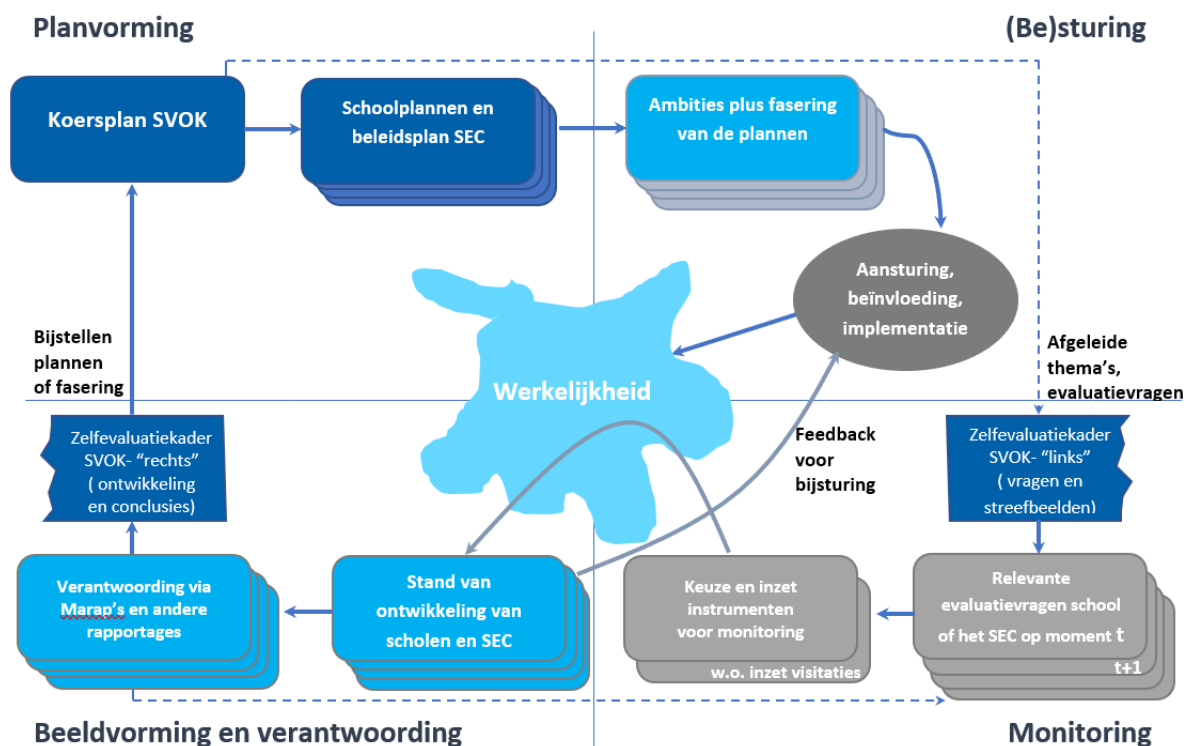 Planvorming
(Be)sturing
Koersplan SVOK
Schoolplannen en
beleidsplan SEC
Ambities plus fasering
van de plannen
Aansturing,
beïnvloeding,
implementatie
Werkelijkheid
Bijstellen
plannen
of fasering
Afgeleide
thema’s,
evaluatievragen
Zelfevaluatiekader
SVOK- “rechts”
( ontwikkeling
en conclusies)
Feedback
voor
bijsturing
Zelfevaluatiekader
SVOK- “links”
( vragen en
streefbeelden)
Verantwoording via
Marap’s en andere
rapportages
Stand van
ontwikkeling van
scholen en SEC
Keuze en inzet
instrumenten
voor monitoring
w.o. inzet visitaties
Relevante
evaluatievragen school
of het SEC op moment t
t+1
Beeldvorming en verantwoording
Monitoring